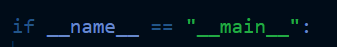 if __name__ == "__main__":